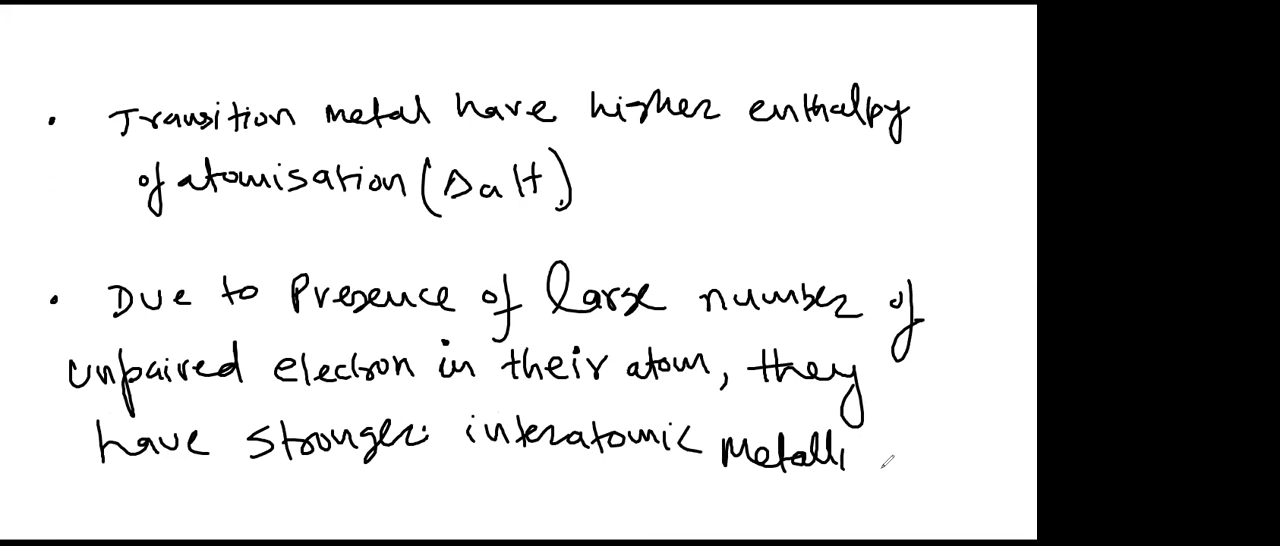 • Transition metal have higher enthalpy
of atomisation (ΔaH)
• Due to Presence of large number of
unpaired electron in their atom, they
have stronger interatomic Metalli